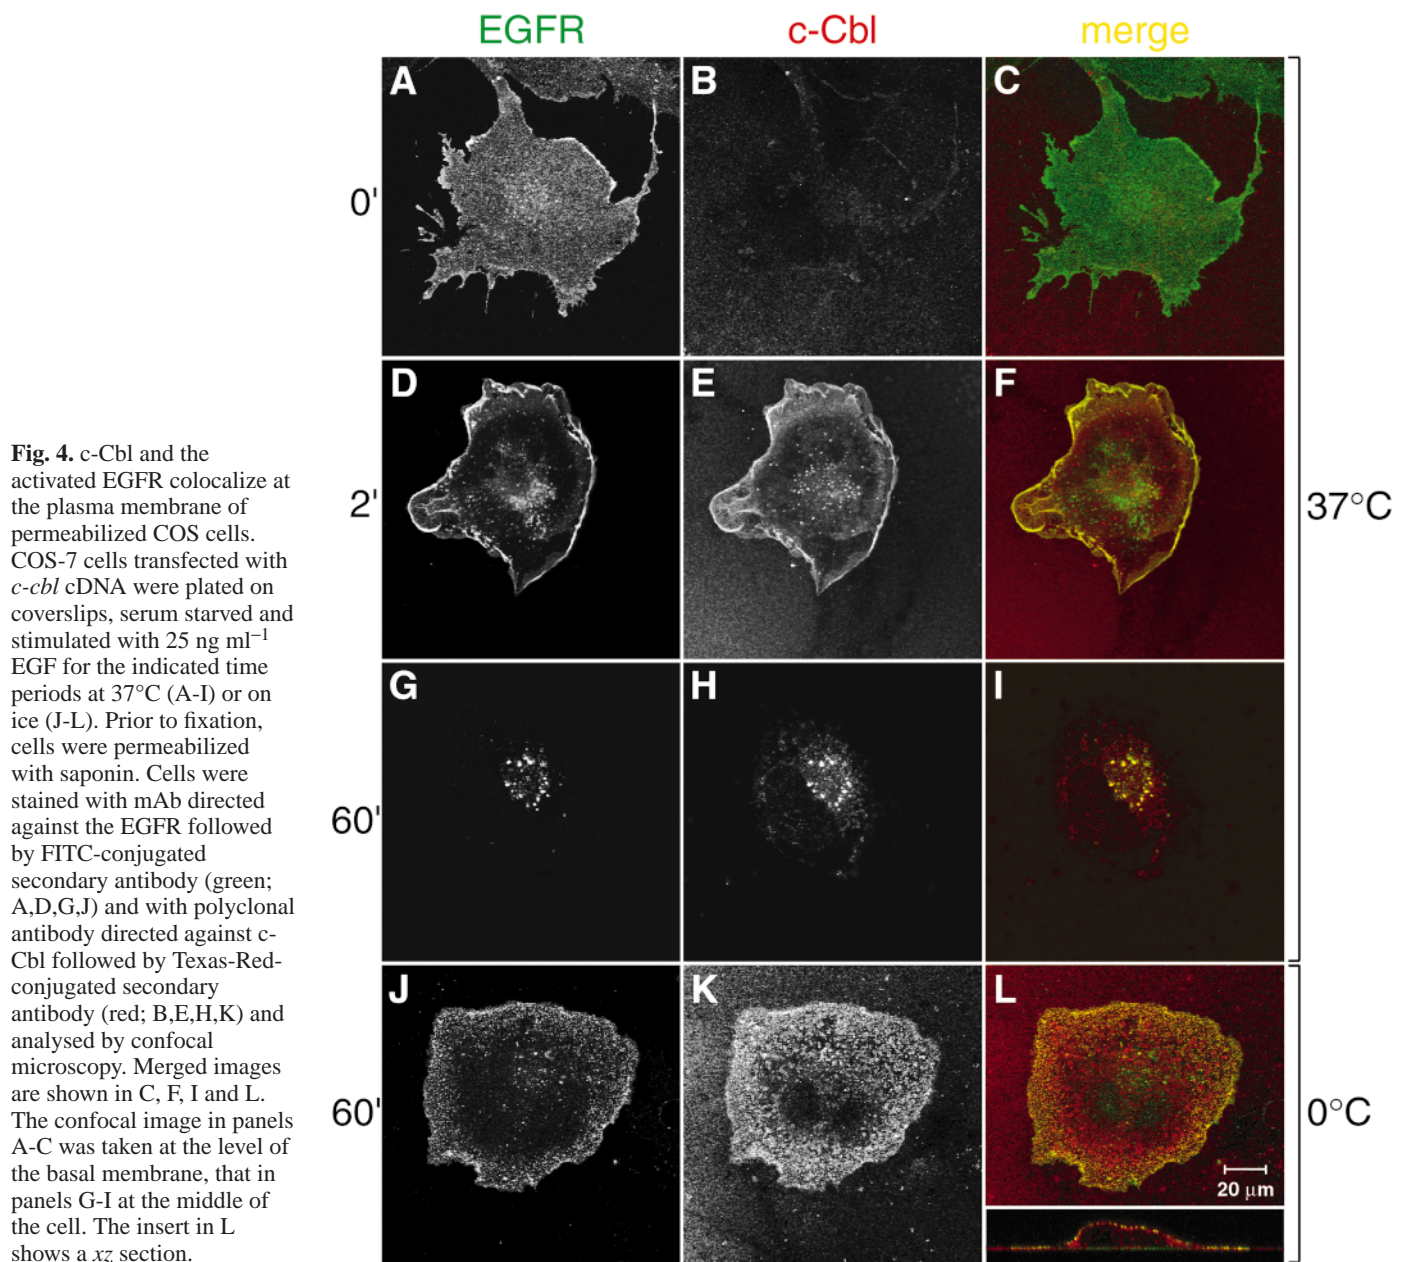 EGFR c-Cbl merge
A B C
0'
D E F
2'
37°C
G H I
60'
J K L
60'
0°C
20 µm
Fig. 4. c-Cbl and the
activated EGFR colocalize at
the plasma membrane of
permeabilized COS cells.
COS-7 cells transfected with
c-cbl cDNA were plated on
coverslips, serum starved and
stimulated with 25 ng ml⁻¹
EGF for the indicated time
periods at 37°C (A-I) or on
ice (J-L). Prior to fixation,
cells were permeabilized
with saponin. Cells were
stained with mAb directed
against the EGFR followed
by FITC-conjugated
secondary antibody (green;
A,D,G,J) and with polyclonal
antibody directed against c-
Cbl followed by Texas-Red-
conjugated secondary
antibody (red; B,E,H,K) and
analysed by confocal
microscopy. Merged images
are shown in C, F, I and L.
The confocal image in panels
A-C was taken at the level of
the basal membrane, that in
panels G-I at the middle of
the cell. The insert in L
shows a xz section.